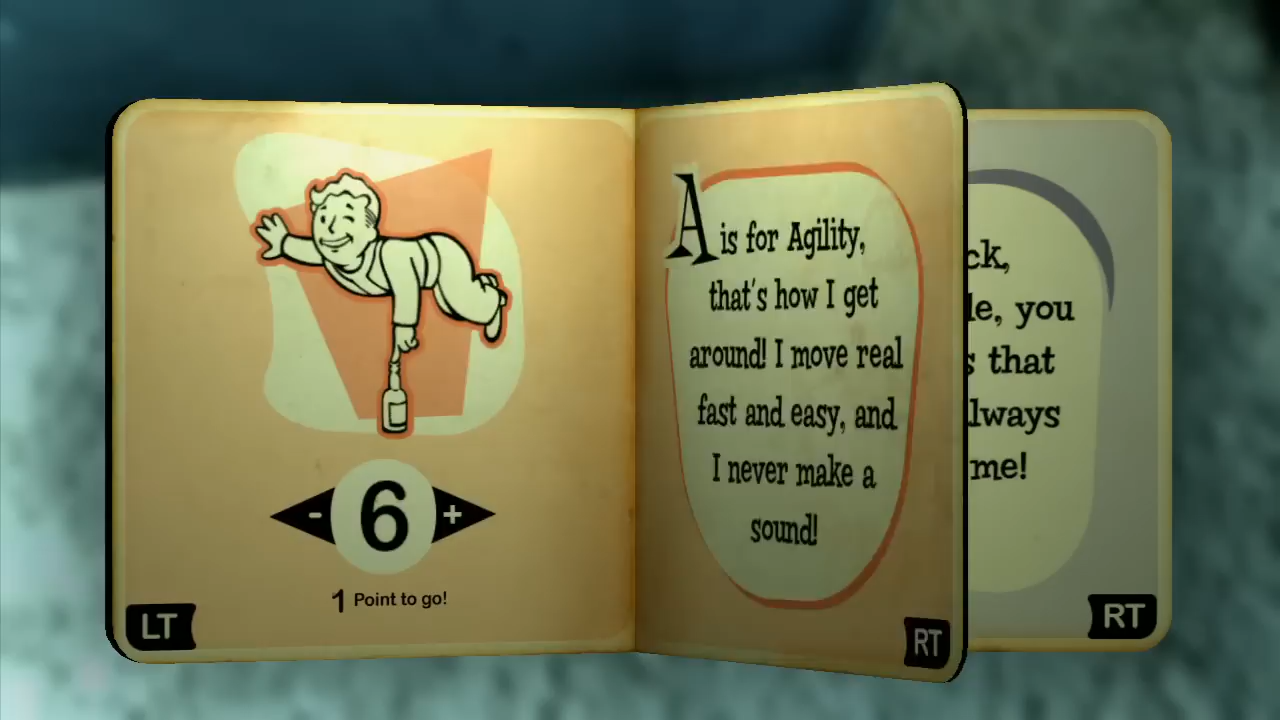 A is for Agility,
that's how I get
around! I move real
fast and easy, and
I never make a
sound!
- 6 +
1 Point to go!
LT
RT
ck,
le, you
s that
lways
me!
RT